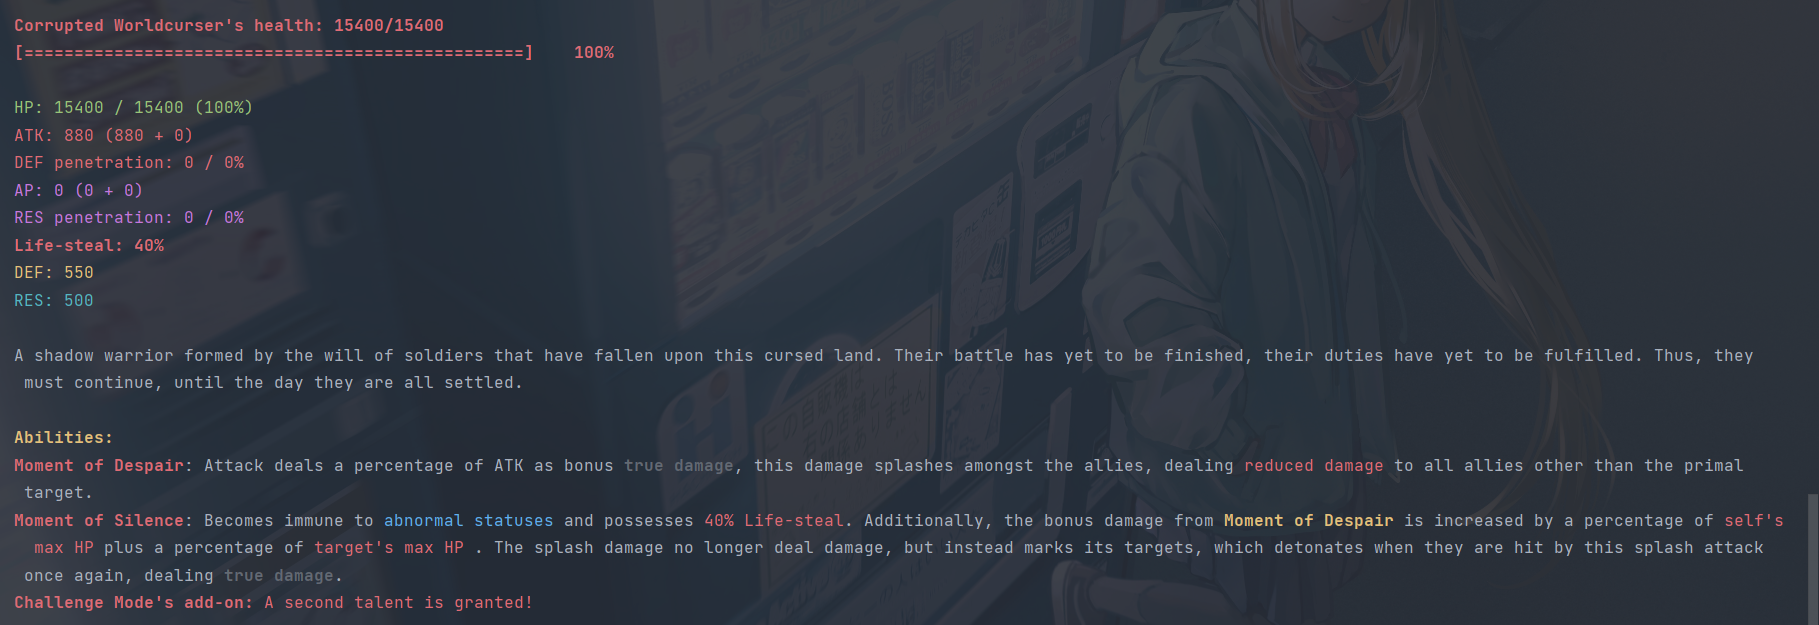 Corrupted Worldcurser's health: 15400/15400
[==================================================] 100%
HP: 15400 / 15400 (100%)
ATK: 880 (880 + 0)
DEF penetration: 0 / 0%
AP: 0 (0 + 0)
RES penetration: 0 / 0%
Life-steal: 40%
DEF: 550
RES: 500
A shadow warrior formed by the will of soldiers that have fallen upon this cursed land. Their battle has yet to be finished, their duties have yet to be fulfilled. Thus, they
must continue, until the day they are all settled.
Abilities:
Moment of Despair: Attack deals a percentage of ATK as bonus true damage, this damage splashes amongst the allies, dealing reduced damage to all allies other than the primal
target.
Moment of Silence: Becomes immune to abnormal statuses and possesses 40% Life-steal. Additionally, the bonus damage from Moment of Despair is increased by a percentage of self's
max HP plus a percentage of target's max HP . The splash damage no longer deal damage, but instead marks its targets, which detonates when they are hit by this splash attack
once again, dealing true damage.
Challenge Mode's add-on: A second talent is granted!